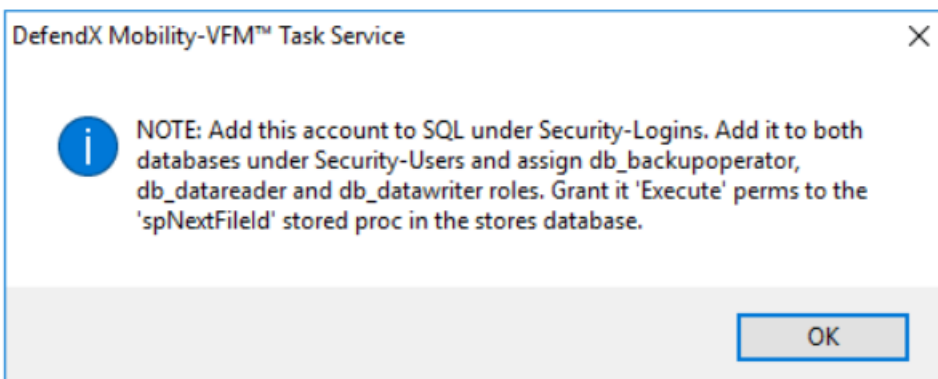 DefendX Mobility-VFM™ Task Service
NOTE: Add this account to SQL under Security-Logins. Add it to both
databases under Security-Users and assign db_backupoperator,
db_datareader and db_datawriter roles. Grant it 'Execute' perms to the
'spNextFileId' stored proc in the stores database.
OK